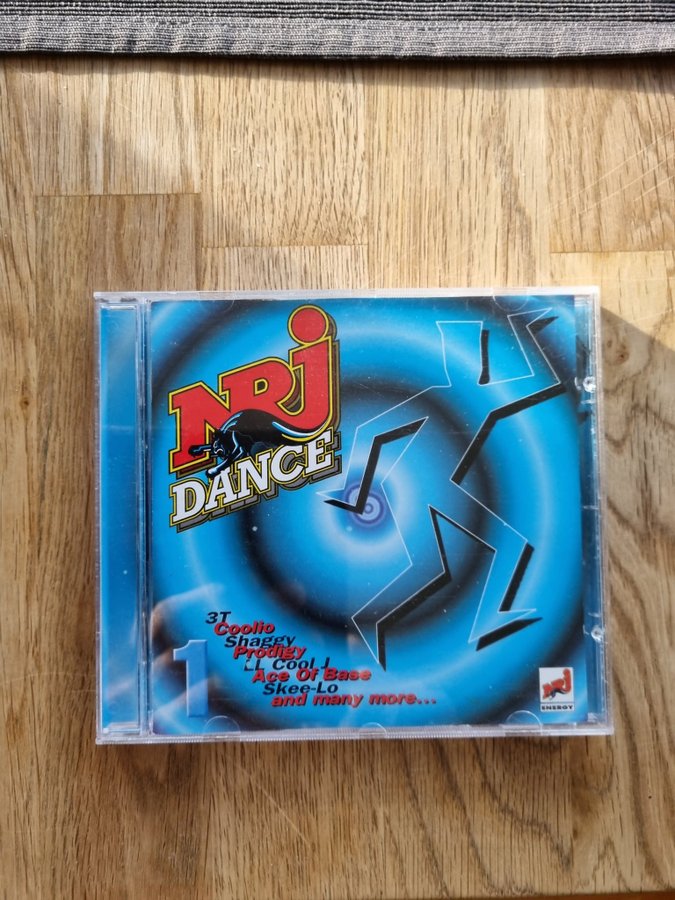 NRJ
DANCE
3T
Coolio
Shaggy
Prodigy
LL Cool J
Ace Of Base
Skee-Lo
and many more...
1
NRJ
ENERGY